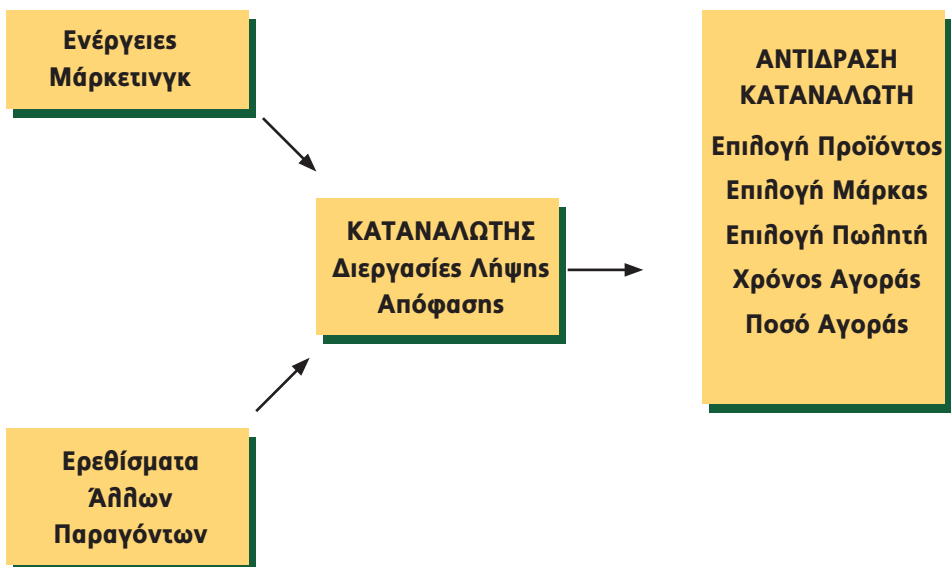 Ενέργειες
Μάρκετινγκ
ΚΑΤΑΝΑΛΩΤΗΣ
Διεργασίες Λήψης
Απόφασης
Ερεθίσματα
Άλλων
Παραγόντων
ΑΝΤΙΔΡΑΣΗ
ΚΑΤΑΝΑΛΩΤΗ
Επιλογή Προϊόντος
Επιλογή Μάρκας
Επιλογή Πωλητή
Χρόνος Αγοράς
Ποσό Αγοράς